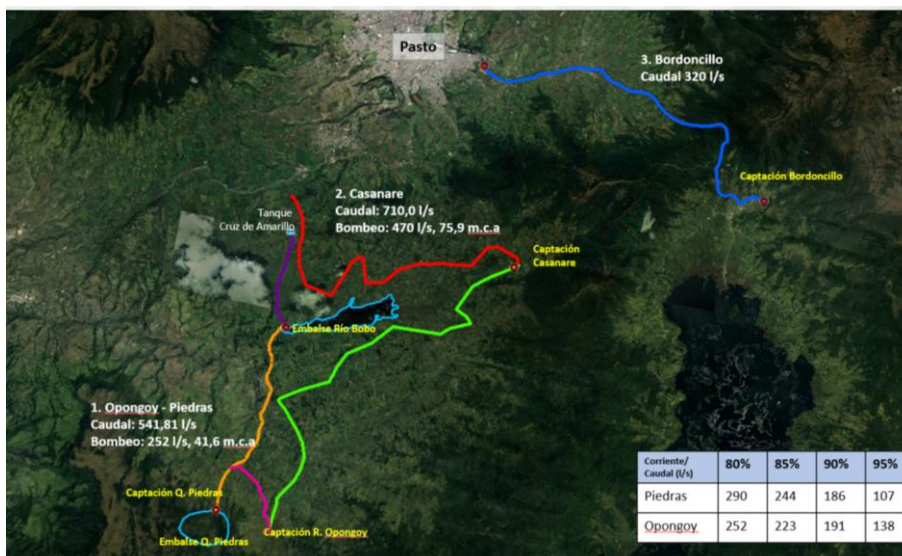 Pasto
3. Bordoncillo
Caudal 320 l/s
Captación Bordoncillo
2. Casanare
Caudal: 710,0 l/s
Bombeo: 470 l/s, 75,9 m.c.a
Tanque
Cruz de Amarillo
Captación
Casanare
Embalse Río Bobo
1. Opongoy - Piedras
Caudal: 541,81 l/s
Bombeo: 252 l/s, 41,6 m.c.a
Captación Q. Piedras
Embalse Q. Piedras
Captación R. Opongoy
Corriente/ Caudal (l/s) 80% 85% 90% 95%
Piedras 290 244 186 107
Opongoy 252 223 191 138